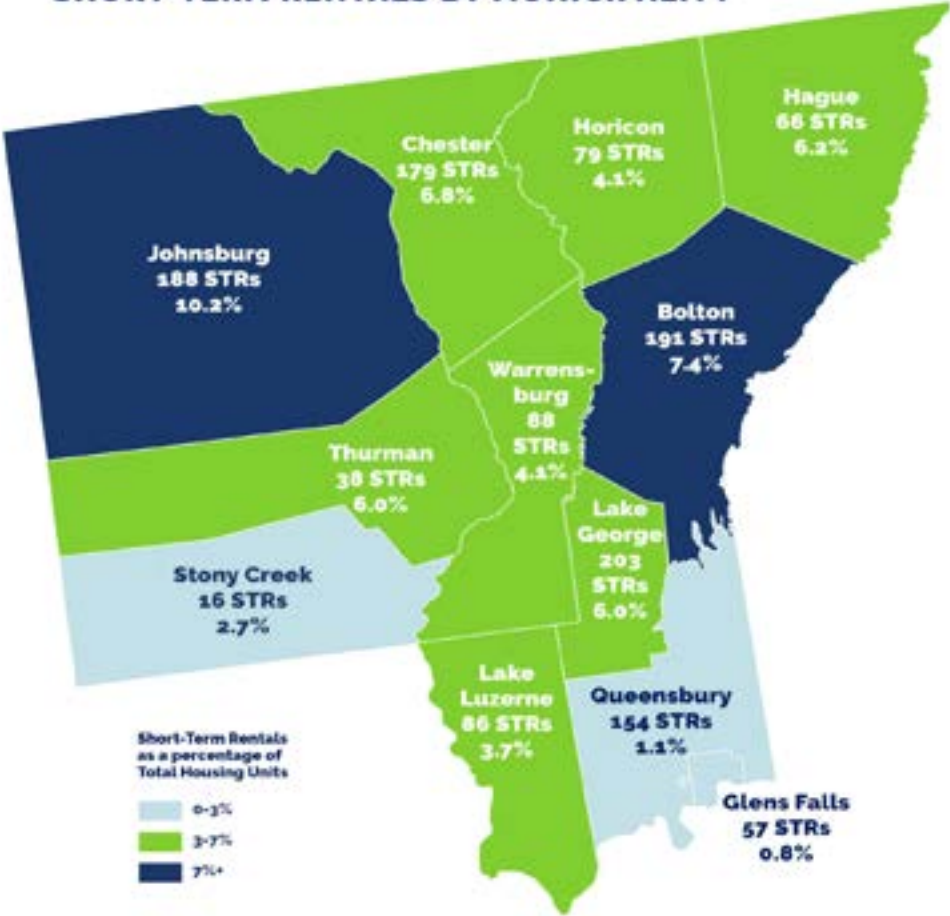 Chester
179 STRs
6.8%
Horicon
79 STRs
4.1%
Hague
66 STRs
6.2%
Johnsburg
188 STRs
10.2%
Bolton
191 STRs
7.4%
Warrens-
burg
88
STRs
4.1%
Thurman
38 STRs
6.0%
Lake
George
203
STRs
6.0%
Stony Creek
16 STRs
2.7%
Lake
Luzerne
86 STRs
3.7%
Queensbury
154 STRs
1.1%
Glens Falls
57 STRs
0.8%
Short-Term Rentals
as a percentage of
Total Housing Units
0-3%
3-7%
7%+